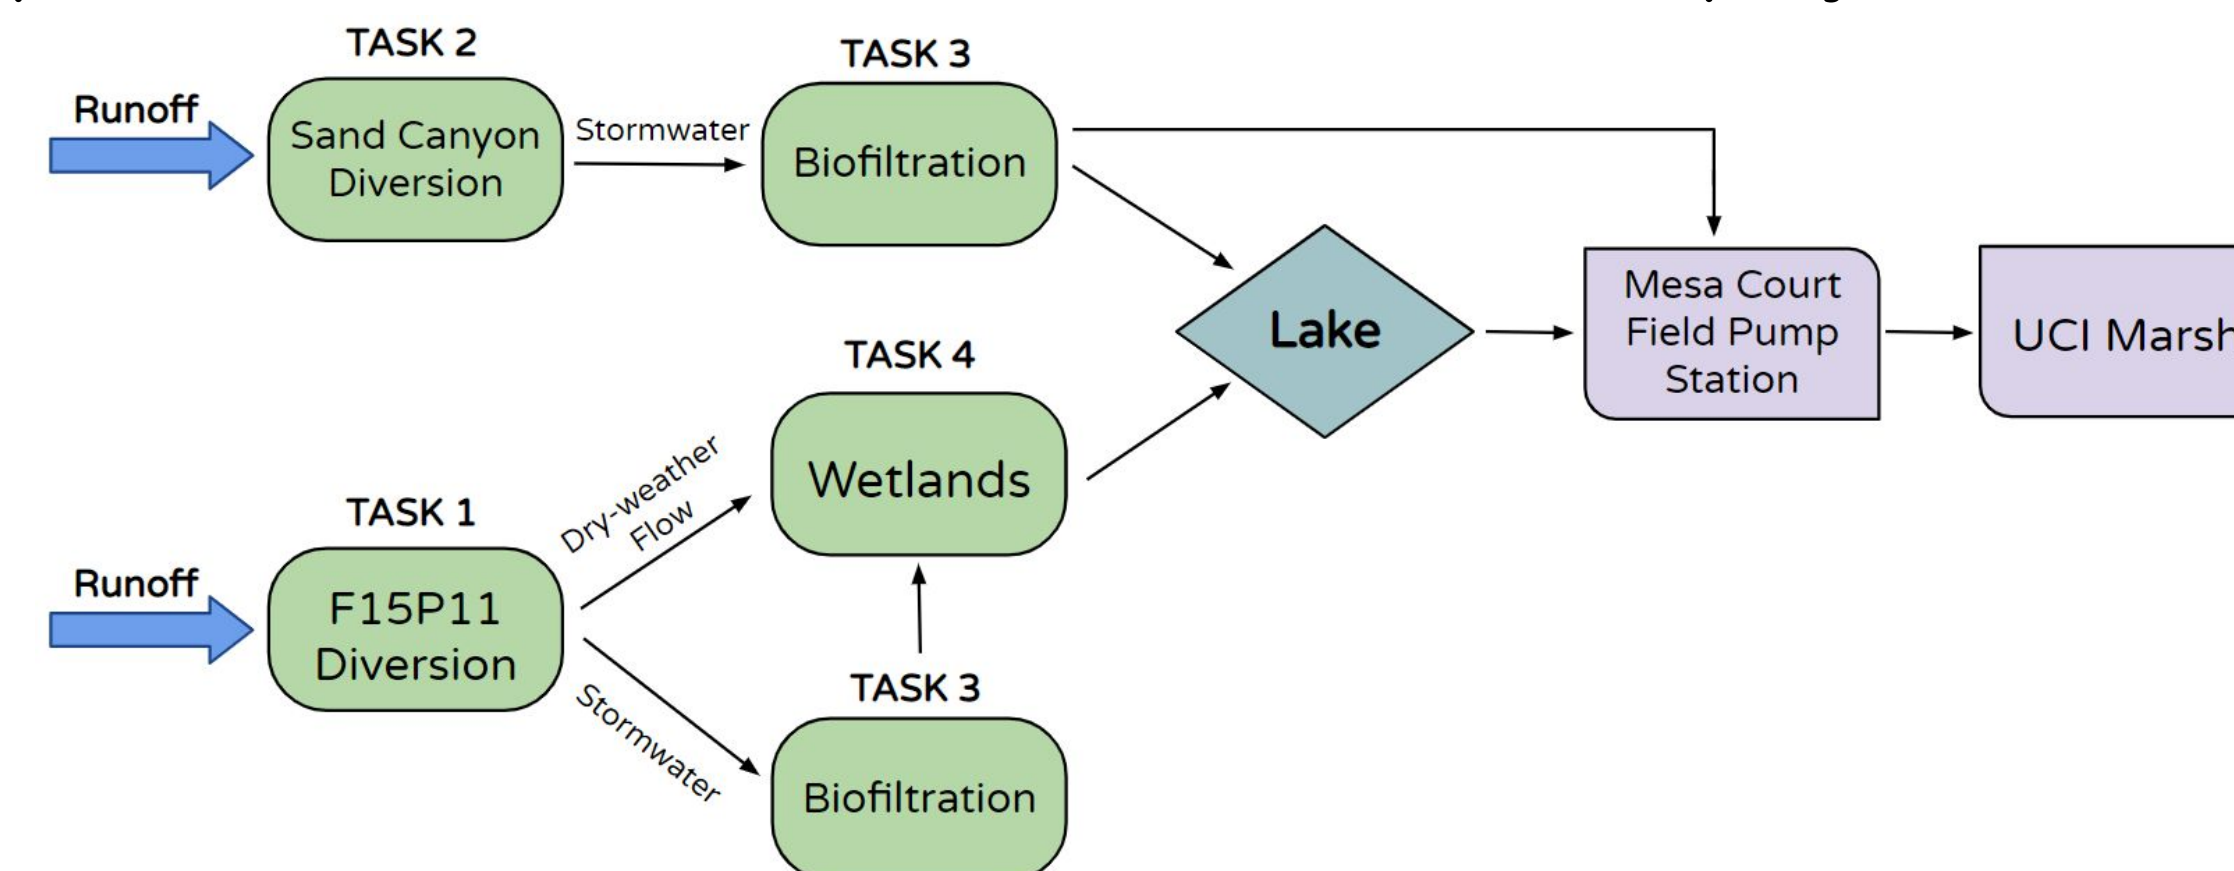 TASK 2
TASK 3
Runoff
Sand Canyon
Diversion
Stormwater
Biofiltration
Lake
Mesa Court
Field Pump
Station
UCI Marsh
TASK 4
Wetlands
Dry-weather
Flow
TASK 1
Runoff
F15P11
Diversion
Stormwater
TASK 3
Biofiltration